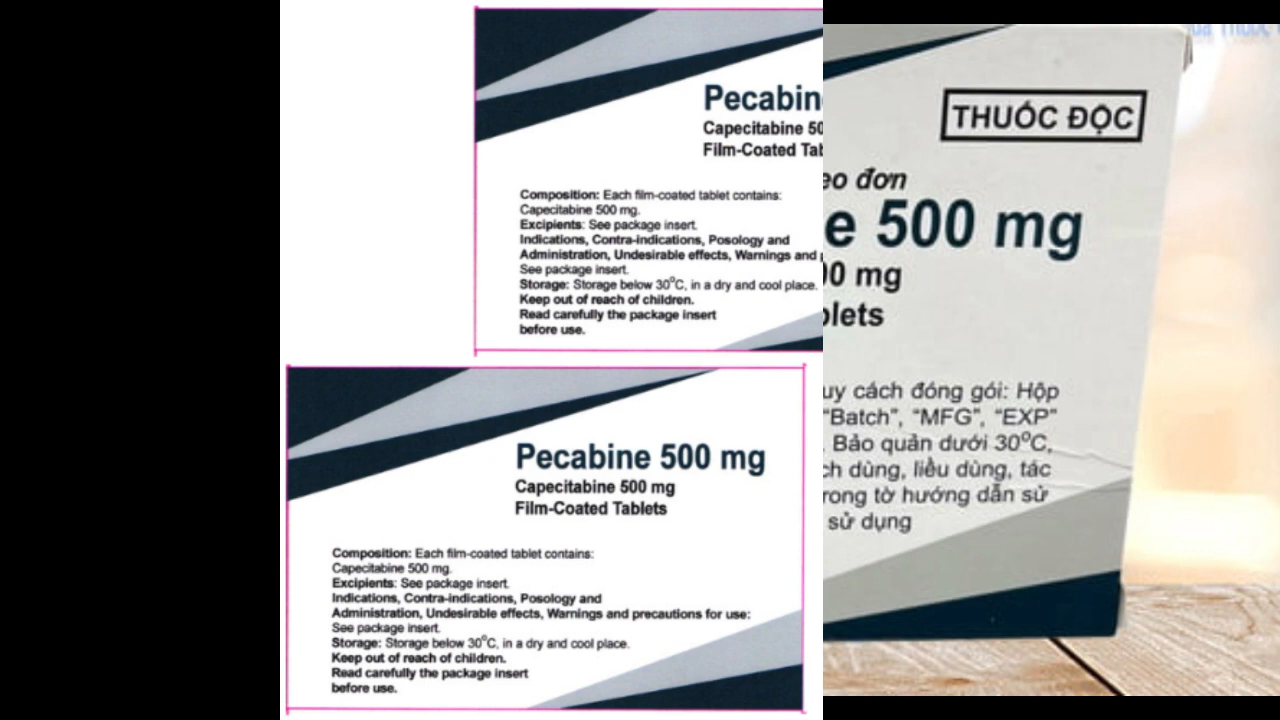 Pecabin
Capecitabine 50
Film-Coated Tab
Composition: Each film-coated tablet contains:
Capecitabine 500 mg.
Excipients: See package insert.
Indications, Contra-indications, Posology and
Administration, Undesirable effects, Warnings and
See package insert.
Storage: Storage below 30°C, in a dry and cool place.
Keep out of reach of children.
Read carefully the package insert
before use.
Pecabine 500 mg
Capecitabine 500 mg
Film-Coated Tablets
Composition: Each film-coated tablet contains:
Capecitabine 500 mg.
Excipients: See package insert.
Indications, Contra-indications, Posology and
Administration, Undesirable effects, Warnings and precautions for use:
See package insert.
Storage: Storage below 30°C, in a dry and cool place.
Keep out of reach of children.
Read carefully the package insert
before use.
THUỐC ĐỘC
eo đơn
e 500 mg
00 mg
blets
uy cách đóng gói: Hộp
"Batch", "MFG", "EXP"
. Bảo quản dưới 30°C,
ch dùng, liều dùng, tác
rong tờ hướng dẫn sử
sử dụng